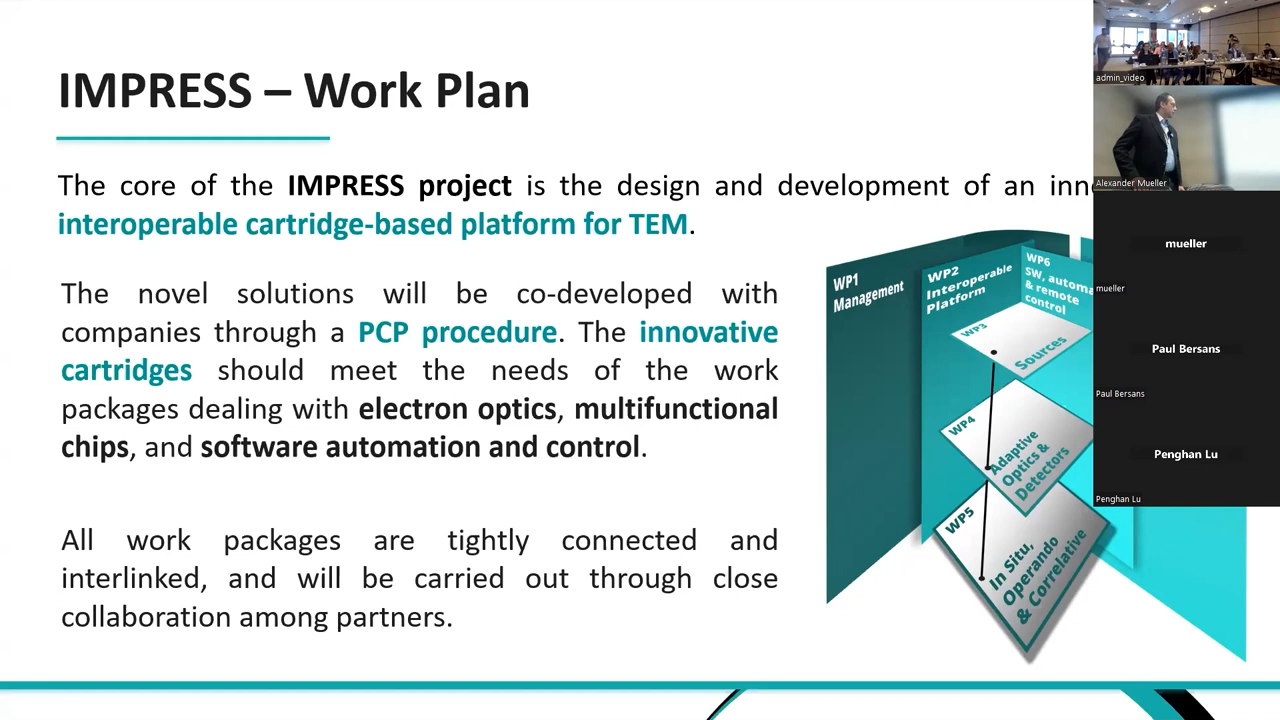 IMPRESS – Work Plan
The core of the IMPRESS project is the design and development of an
interoperable cartridge-based platform for TEM.
The novel solutions will be co-developed with
companies through a PCP procedure. The innovative
cartridges should meet the needs of the work
packages dealing with electron optics, multifunctional
chips, and software automation and control.
All work packages are tightly connected and
interlinked, and will be carried out through close
collaboration among partners.
WP1
Management
WP2
Interoperable
Platform
WP6
SW,
& remote
control
WP3
Sources
WP4
Adaptive
Optics &
Detectors
WP5
In Situ,
Operando
& Correlative
admin_video
Alexander Mueller
mueller
mueller
Paul Bersans
Paul Bersans
Penghan Lu
Penghan Lu